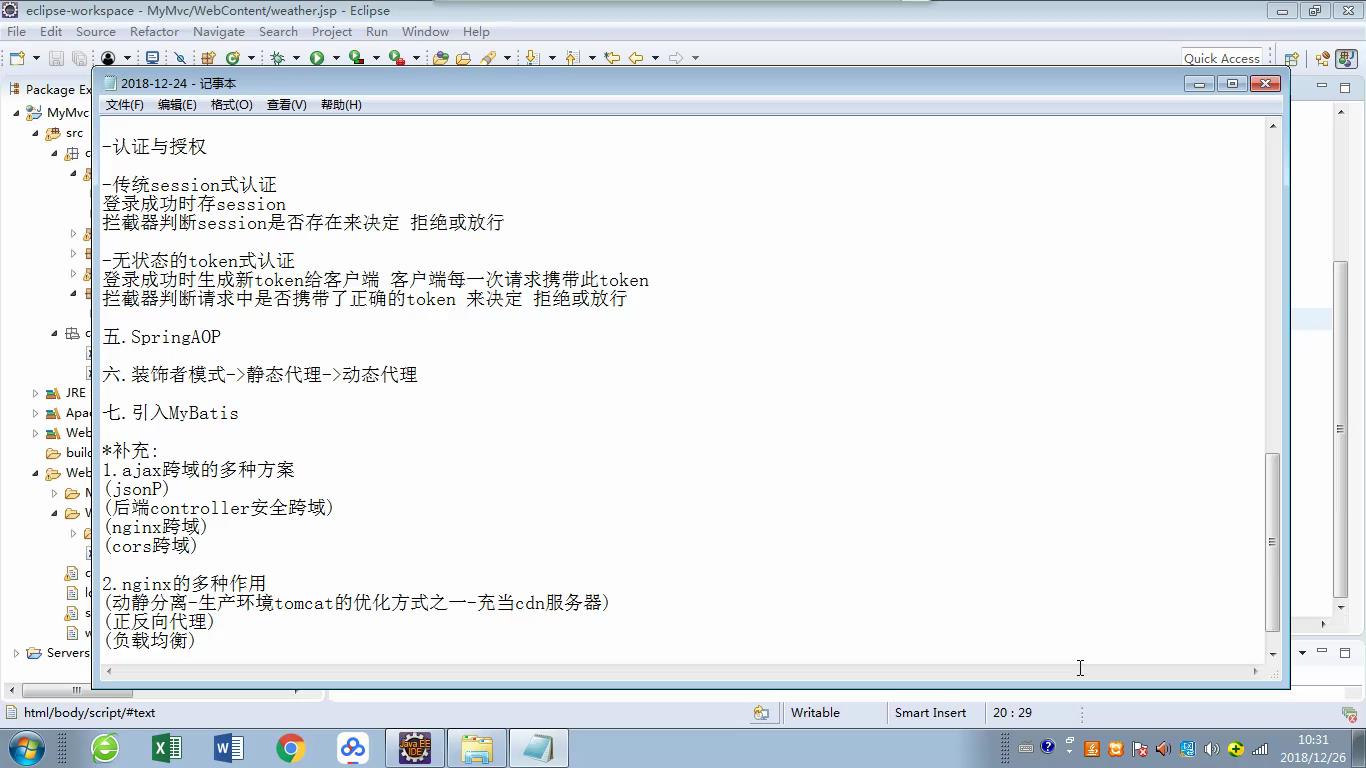 eclipse-workspace - MyMvc/WebContent/weather.jsp - Eclipse
File Edit Source Refactor Navigate Search Project Run Window Help
Quick Access
Package Ex
MyMvc
src
JRE
Apac
Web
build
Web
Servers
2018-12-24 - 记事本
文件(F) 编辑(E) 格式(O) 查看(V) 帮助(H)
-认证与授权
-传统session式认证
登录成功时存session
拦截器判断session是否存在来决定 拒绝或放行
-无状态的token式认证
登录成功时生成新token给客户端 客户端每一次请求携带此token
拦截器判断请求中是否携带了正确的token 来决定 拒绝或放行
五.SpringAOP
六.装饰者模式->静态代理->动态代理
七.引入MyBatis
*补充:
1.ajax跨域的多种方案
(jsonP)
(后端controller安全跨域)
(nginx跨域)
(cors跨域)
2.nginx的多种作用
(动静分离-生产环境tomcat的优化方式之一-充当cdn服务器)
(正反向代理)
(负载均衡)
html/body/script/#text
Writable
Smart Insert
20 : 29
Java EE
IDE
10:31
2018/12/26